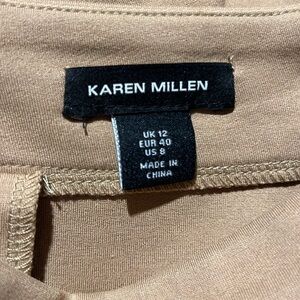 KAREN MILLEN
UK 12
EUR 40
US 8
MADE IN
CHINA